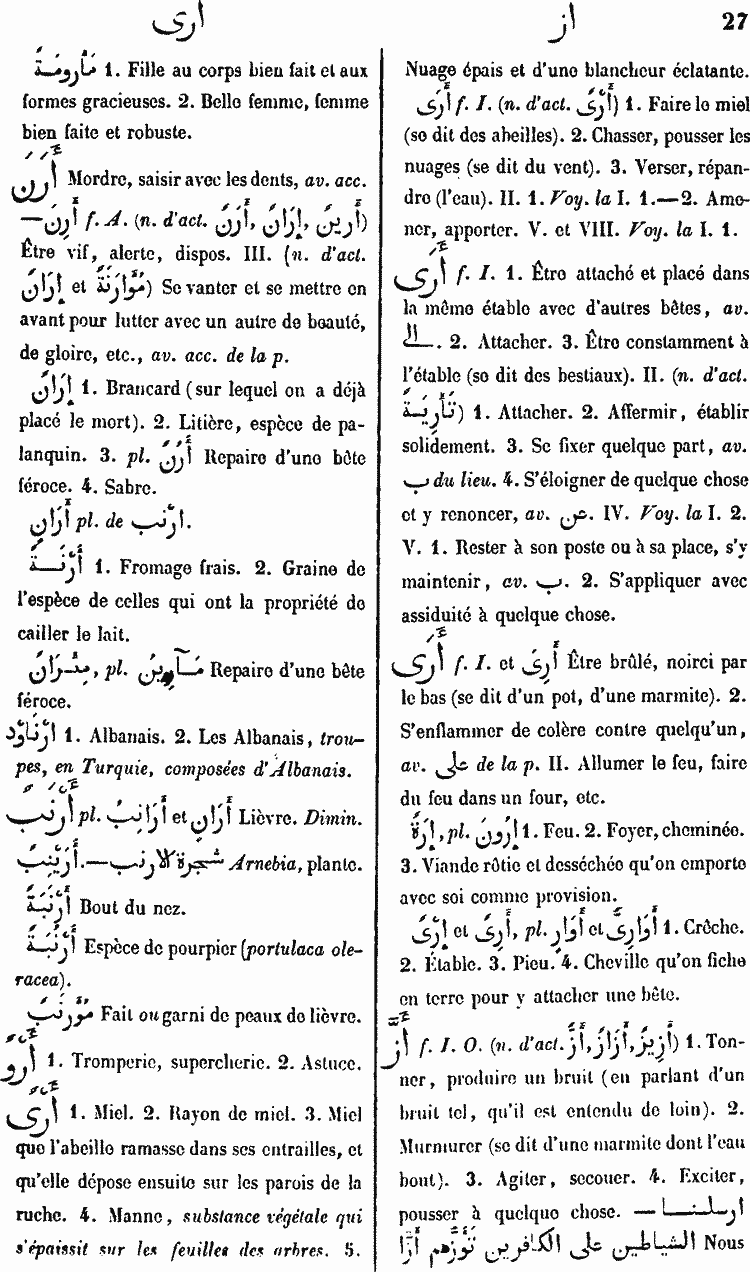 ارى
از
27
مَأْرُومَةٌ 1. Fille au corps bien fait et aux
formes gracieuses. 2. Belle femme, femme
bien faite et robuste.
أَرَنَ Mordre, saisir avec les dents, av. acc.
—أَرِنَ f. A. (n. d'act. أَرَنٌ, إِرَانٌ, أَرِينٌ)
Être vif, alerte, dispos. III. (n. d'act.
مُؤَارَنَةٌ et إِرَانٌ) Se vanter et se mettre en
avant pour lutter avec un autre de beauté,
de gloire, etc., av. acc. de la p.
إِرَانٌ 1. Brancard (sur lequel on a déjà
placé le mort). 2. Litière, espèce de pa-
lanquin. 3. pl. أُرُنٌ Repaire d'une bête
féroce. 4. Sabre.
أَرَانٍ pl. de ارنب.
أُرْنَةٌ 1. Fromage frais. 2. Graine de
l'espèce de celles qui ont la propriété de
cailler le lait.
مِئْرَانٌ, pl. مَآرِينُ Repaire d'une bête
féroce.
ارْنَاوُد 1. Albanais. 2. Les Albanais, trou-
pes, en Turquie, composées d'Albanais.
أَرْنَبٌ pl. أَرَانِبُ et أَرَانٍ Lièvre. Dimin.
أُرَيْنِبٌ.—شجرة الارنب Arnebia, plante.
أَرْنَبَةٌ Bout du nez.
أَرْنَبَةٌ Espèce de pourpier (portulaca ole-
racea).
مُؤَرْنَبٌ Fait ou garni de peaux de lièvre.
أَرْو 1. Tromperie, supercherie. 2. Astuce.
أَرْى 1. Miel. 2. Rayon de miel. 3. Miel
que l'abeille ramasse dans ses entrailles, et
qu'elle dépose ensuite sur les parois de la
ruche. 4. Manne, substance végétale qui
s'épaissit sur les feuilles des arbres. 5.
Nuage épais et d'une blancheur éclatante.
أَرَى f. I. (n. d'act. أَرْىٌ) 1. Faire le miel
(se dit des abeilles). 2. Chasser, pousser les
nuages (se dit du vent). 3. Verser, répan-
dre (l'eau). II. 1. Voy. la I. 1.—2. Ame-
ner, apporter. V. et VIII. Voy. la I. 1.
أَرَى f. I. 1. Être attaché et placé dans
la même étable avec d'autres bêtes, av.
الى. 2. Attacher. 3. Être constamment à
l'étable (se dit des bestiaux). II. (n. d'act.
تَأْرِيَةٌ) 1. Attacher. 2. Affermir, établir
solidement. 3. Se fixer quelque part, av.
ب du lieu. 4. S'éloigner de quelque chose
et y renoncer, av. عن. IV. Voy. la I. 2.
V. 1. Rester à son poste ou à sa place, s'y
maintenir, av. ب. 2. S'appliquer avec
assiduité à quelque chose.
أَرَى f. I. et أَرِىَ Être brûlé, noirci par
le bas (se dit d'un pot, d'une marmite). 2.
S'enflammer de colère contre quelqu'un,
av. على de la p. II. Allumer le feu, faire
du feu dans un four, etc.
إِرَةٌ, pl. إِرُونَ 1. Feu. 2. Foyer, cheminée.
3. Viande rôtie et desséchée qu'on emporte
avec soi comme provision.
إِرْىٌ et أَرِىٌّ, pl. أَوَارٍ et أَوَارِىُّ 1. Crèche.
2. Étable. 3. Pieu. 4. Cheville qu'on fiche
en terre pour y attacher une bête.
أَزَّ f. I. O. (n. d'act. أَزٌّ, أَزَازٌ, أَزِيزٌ) 1. Ton-
ner, produire un bruit (en parlant d'un
bruit tel, qu'il est entendu de loin). 2.
Murmurer (se dit d'une marmite dont l'eau
bout). 3. Agiter, secouer. 4. Exciter,
pousser à quelque chose. —ارسلنا
الشياطين على الكافرين تَوُزُّهم أَزًّا Nous